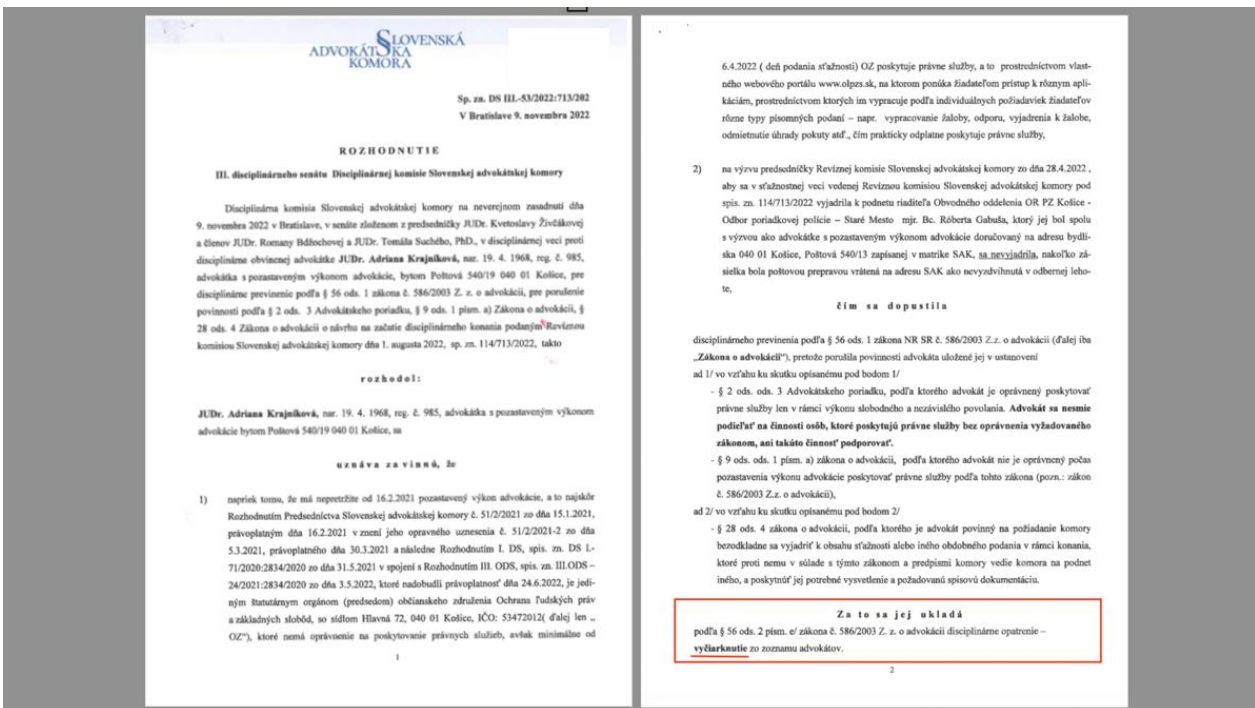 SLOVENSKÁ
ADVOKÁTSKA
KOMORA
Sp. zn. DS III.-53/2022:713/202
V Bratislave 9. novembra 2022
ROZHODNUTIE
III. disciplinárneho senátu Disciplinárnej komisie Slovenskej advokátskej komory
Disciplinárna komisia Slovenskej advokátskej komory na neverejnom zasadnutí dňa
9. novembra 2022 v Bratislave, v senáte zloženom z predsedníčky JUDr. Kvetoslavy Živčákovej
a členov JUDr. Romany Bdžochovej a JUDr. Tomáša Suchého, PhD., v disciplinárnej veci proti
disciplinárne obvinenej advokátke JUDr. Adriana Krajníková, nar. 19. 4. 1968, reg. č. 985,
advokátka s pozastaveným výkonom advokácie, bytom Poštová 540/19 040 01 Košice, pre
disciplinárne previnenie podľa § 56 ods. 1 zákona č. 586/2003 Z. z. o advokácii, pre porušenie
povinností podľa § 2 ods. 3 Advokátskeho poriadku, § 9 ods. 1 písm. a) Zákona o advokácii, §
28 ods. 4 Zákona o advokácii o návrhu na začatie disciplinárneho konania podaným Revíznou
komisiou Slovenskej advokátskej komory dňa 1. augusta 2022, sp. zn. 114/713/2022, takto
rozhodol:
JUDr. Adriana Krajníková, nar. 19. 4. 1968, reg. č. 985, advokátka s pozastaveným výkonom
advokácie bytom Poštová 540/19 040 01 Košice, sa
uznáva za vinnú, že
1) napriek tomu, že má nepretržite od 16.2.2021 pozastavený výkon advokácie, a to najskôr
Rozhodnutím Predsedníctva Slovenskej advokátskej komory č. 51/2/2021 zo dňa 15.1.2021,
právoplatným dňa 16.2.2021 v znení jeho opravného uznesenia č. 51/2/2021-2 zo dňa
5.3.2021, právoplatného dňa 30.3.2021 a následne Rozhodnutím I. DS, spis. zn. DS I.-
71/2020:2834/2020 zo dňa 31.5.2021 v spojení s Rozhodnutím III. ODS, spis. zn. III.ODS –
24/2021:2834/2020 zo dňa 3.5.2022, ktoré nadobudli právoplatnosť dňa 24.6.2022, je jedi-
ným štatutárnym orgánom (predsedom) občianskeho združenia Ochrana ľudských práv
a základných slobôd, so sídlom Hlavná 72, 040 01 Košice, IČO: 53472012( ďalej len „
OZ"), ktoré nemá oprávnenie na poskytovanie právnych služieb, avšak minimálne od
1
6.4.2022 ( deň podania sťažnosti) OZ poskytuje právne služby, a to prostredníctvom vlast-
ného webového portálu www.olpzs.sk, na ktorom ponúka žiadateľom prístup k rôznym apli-
káciám, prostredníctvom ktorých im vypracuje podľa individuálnych požiadaviek žiadateľov
rôzne typy písomných podaní – napr. vypracovanie žaloby, odporu, vyjadrenia k žalobe,
odmietnutie úhrady pokuty atď., čím prakticky odplatne poskytuje právne služby,
2) na výzvu predsedníčky Revíznej komisie Slovenskej advokátskej komory zo dňa 28.4.2022 ,
aby sa v sťažnostnej veci vedenej Revíznou komisiou Slovenskej advokátskej komory pod
spis. zn. 114/713/2022 vyjadrila k podnetu riaditeľa Obvodného oddelenia OR PZ Košice -
Odbor poriadkovej polície – Staré Mesto mjr. Bc. Róberta Gabuša, ktorý jej bol spolu
s výzvou ako advokátke s pozastaveným výkonom advokácie doručovaný na adresu bydli-
ska 040 01 Košice, Poštová 540/13 zapísanej v matrike SAK, sa nevyjadrila, nakoľko zá-
sielka bola poštovou prepravou vrátená na adresu SAK ako nevyzdvihnutá v odbernej leho-
te,
čím sa dopustila
disciplinárneho previnenia podľa § 56 ods. 1 zákona NR SR č. 586/2003 Z.z. o advokácii (ďalej iba
„Zákona o advokácii"), pretože porušila povinnosti advokáta uložené jej v ustanovení
ad 1/ vo vzťahu ku skutku opísanému pod bodom 1/
- § 2 ods. ods. 3 Advokátskeho poriadku, podľa ktorého advokát je oprávnený poskytovať
právne služby len v rámci výkonu slobodného a nezávislého povolania. Advokát sa nesmie
podieľať na činnosti osôb, ktoré poskytujú právne služby bez oprávnenia vyžadovaného
zákonom, ani takúto činnosť podporovať.
- § 9 ods. ods. 1 písm. a) zákona o advokácii, podľa ktorého advokát nie je oprávnený počas
pozastavenia výkonu advokácie poskytovať právne služby podľa tohto zákona (pozn.: zákon
č. 586/2003 Z.z. o advokácii),
ad 2/ vo vzťahu ku skutku opísanému pod bodom 2/
- § 28 ods. 4 zákona o advokácii, podľa ktorého je advokát povinný na požiadanie komory
bezodkladne sa vyjadriť k obsahu sťažnosti alebo iného obdobného podania v rámci konania,
ktoré proti nemu v súlade s týmto zákonom a predpismi komory vedie komora na podnet
iného, a poskytnúť jej potrebné vysvetlenie a požadovanú spisovú dokumentáciu.
Za to sa jej ukladá
podľa § 56 ods. 2 písm. e/ zákona č. 586/2003 Z. z. o advokácii disciplinárne opatrenie –
vyčiarknutie zo zoznamu advokátov.
2